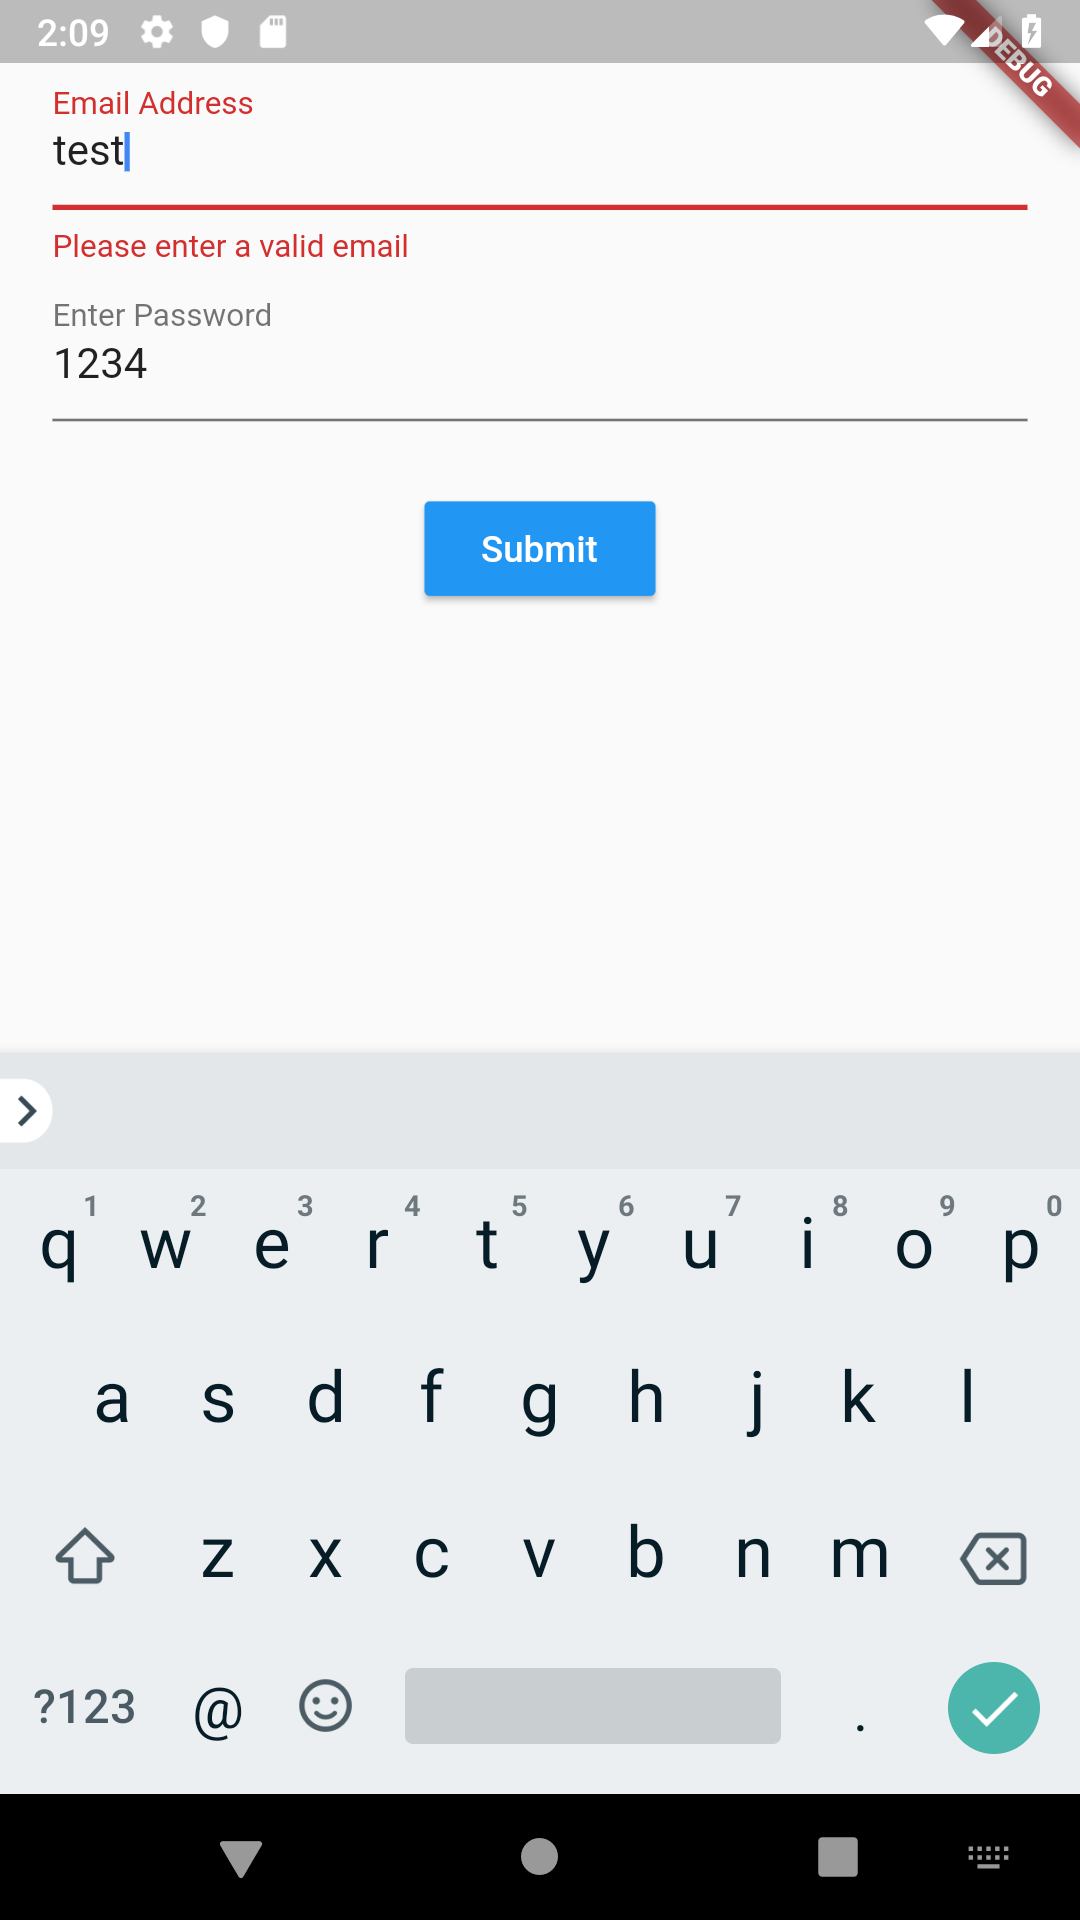 2:09
DEBUG
Email Address
test
Please enter a valid email
Enter Password
1234
Submit
1 2 3 4 5 6 7 8 9 0
q w e r t y u i o p
a s d f g h j k l
z x c v b n m
?123 @ .